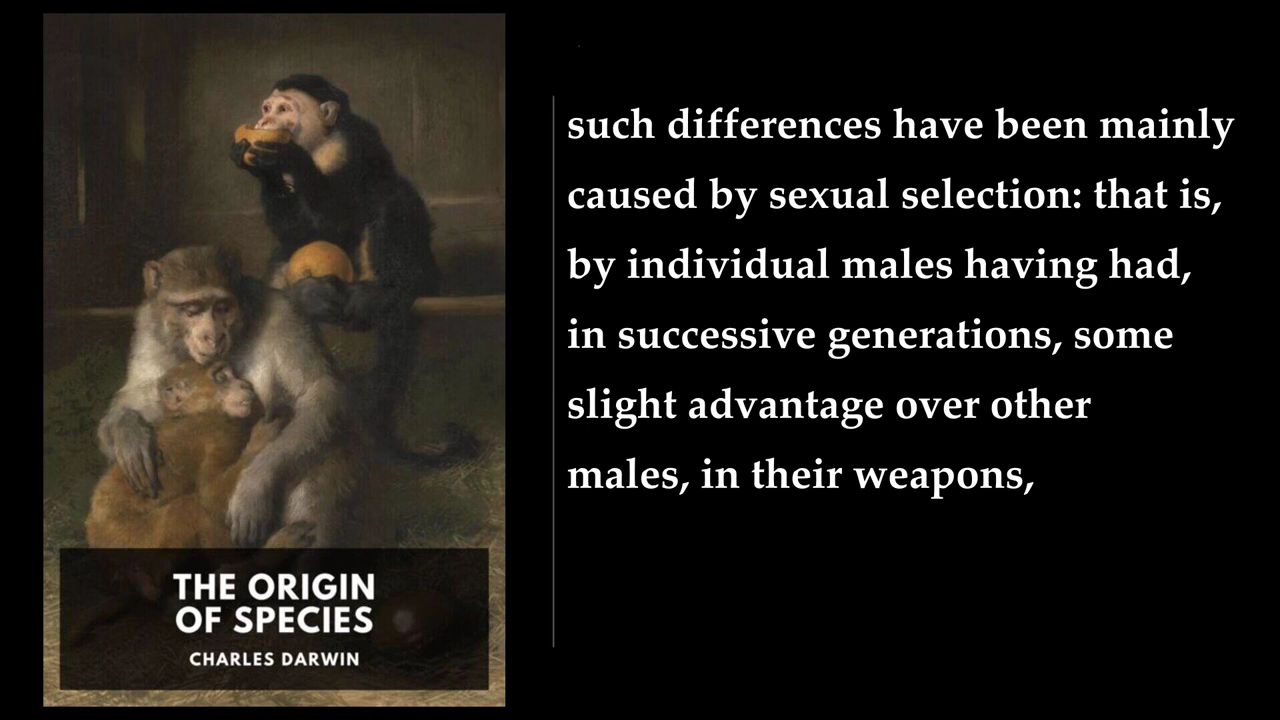 THE ORIGIN
OF SPECIES
CHARLES DARWIN
such differences have been mainly
caused by sexual selection: that is,
by individual males having had,
in successive generations, some
slight advantage over other
males, in their weapons,